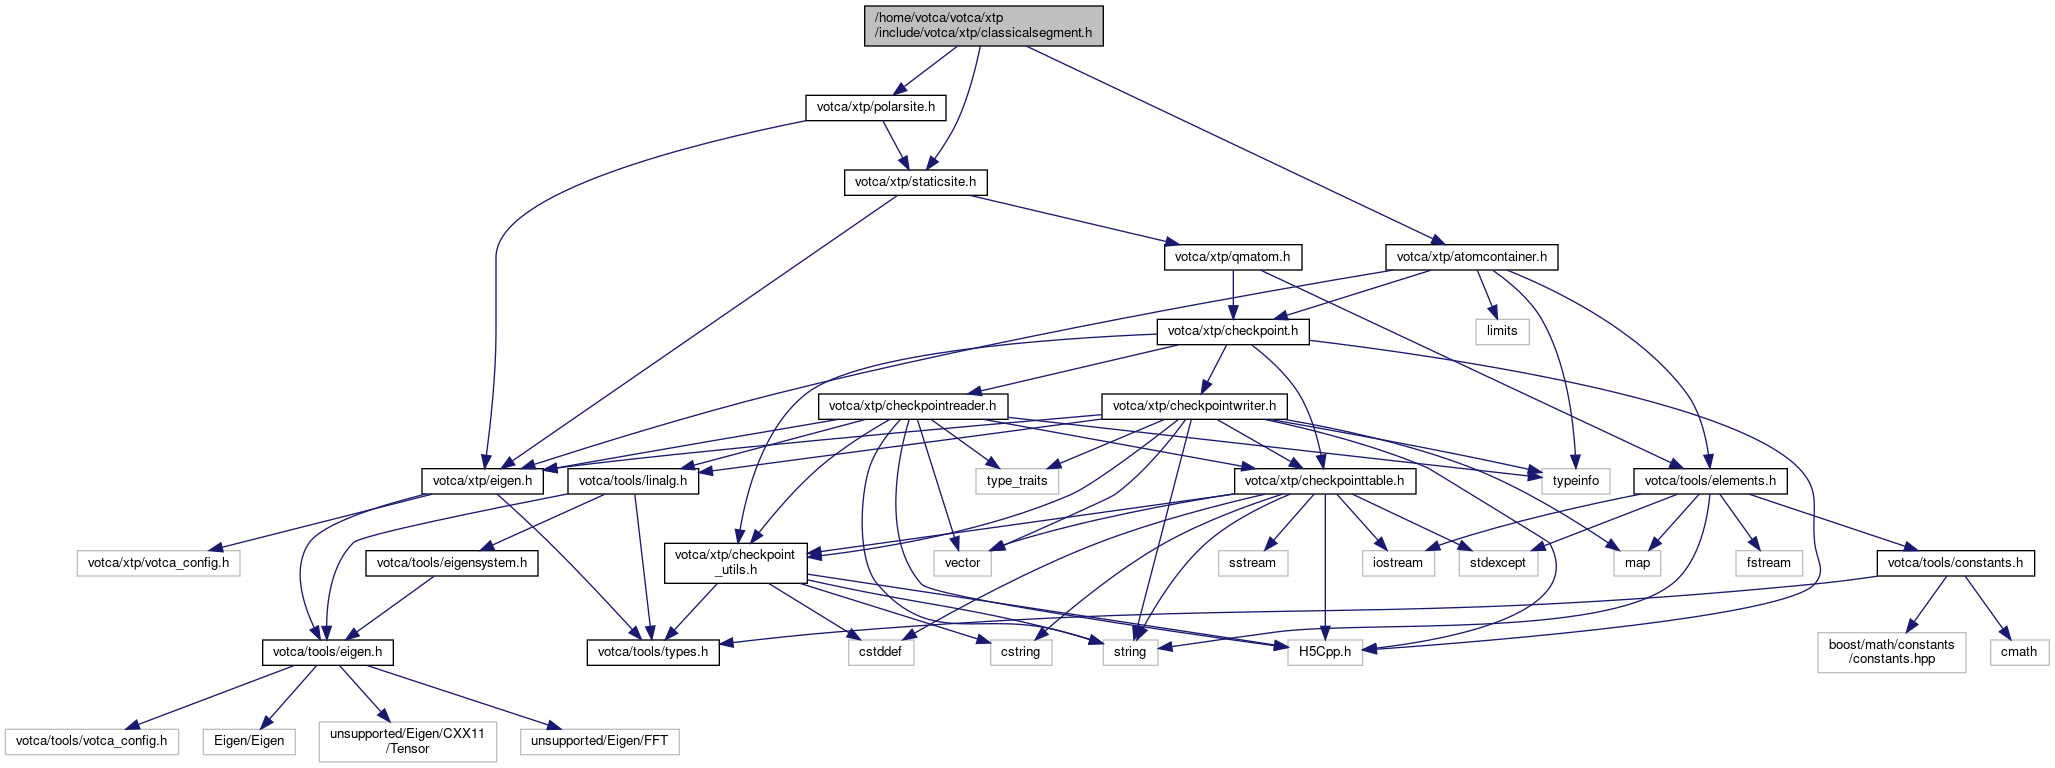 /home/votca/votca/xtp
/include/votca/xtp/classicalsegment.h
votca/xtp/polarsite.h
votca/xtp/staticsite.h
votca/xtp/qmatom.h
votca/xtp/atomcontainer.h
votca/xtp/checkpoint.h
limits
votca/xtp/checkpointreader.h
votca/xtp/checkpointwriter.h
votca/xtp/eigen.h
votca/tools/linalg.h
type_traits
votca/xtp/checkpointtable.h
typeinfo
votca/tools/elements.h
votca/xtp/votca_config.h
votca/tools/eigensystem.h
votca/xtp/checkpoint
_utils.h
vector
sstream
iostream
stdexcept
map
fstream
votca/tools/constants.h
votca/tools/eigen.h
votca/tools/types.h
cstddef
cstring
string
H5Cpp.h
boost/math/constants
/constants.hpp
cmath
votca/tools/votca_config.h
Eigen/Eigen
unsupported/Eigen/CXX11
/Tensor
unsupported/Eigen/FFT